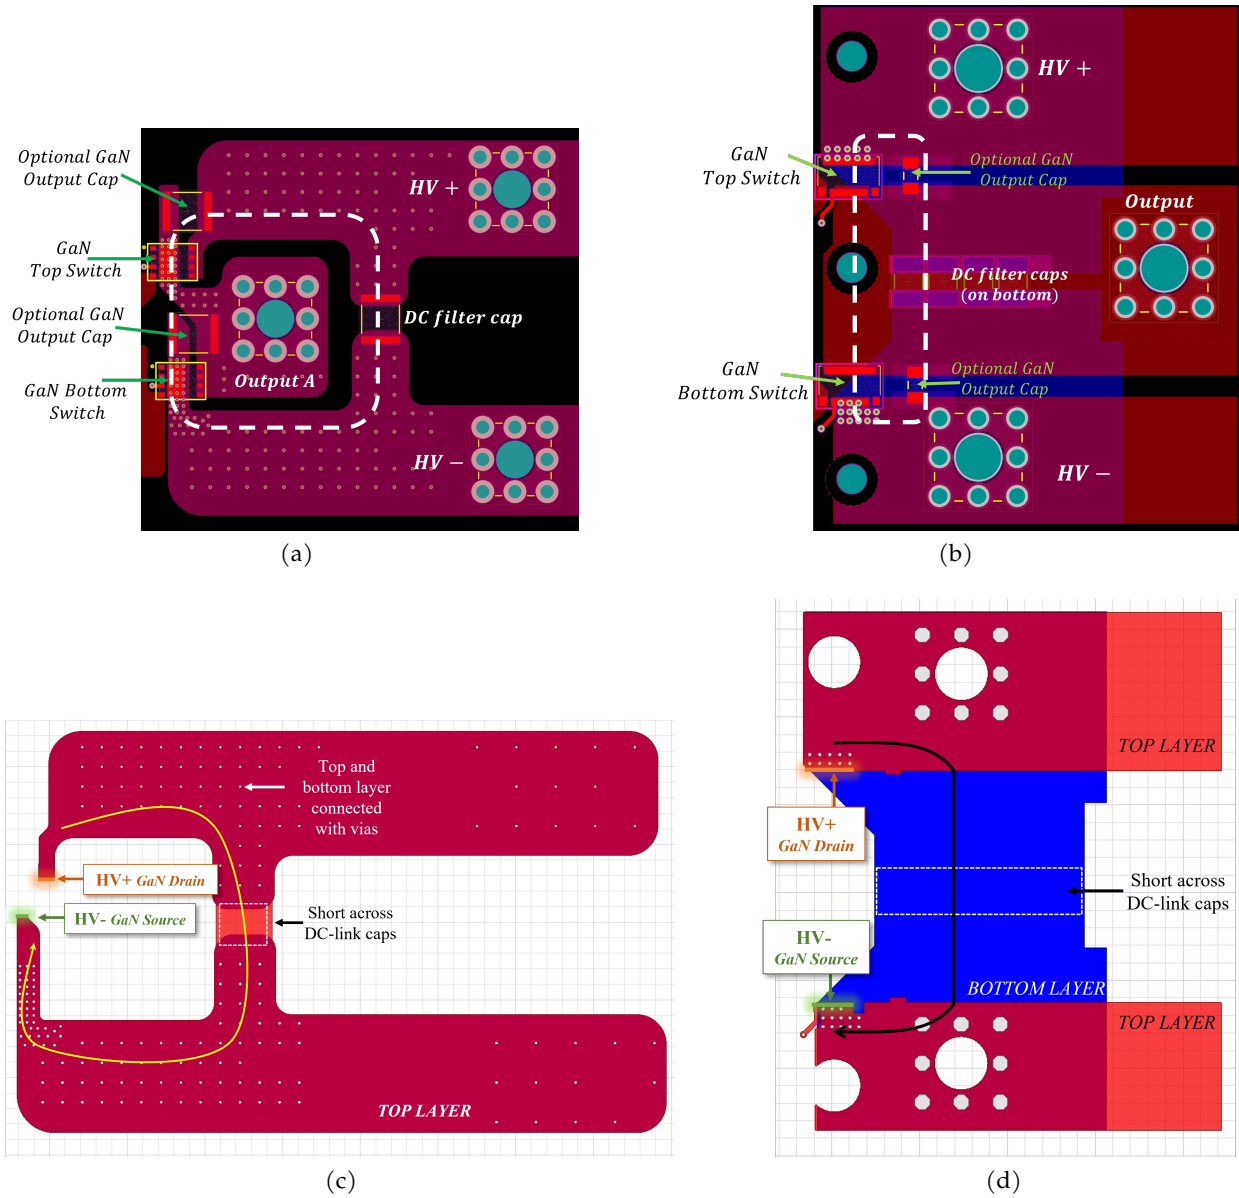 Optional GaN
Output Cap
GaN
Top Switch
Optional GaN
Output Cap
GaN Bottom
Switch
HV +
DC filter cap
Output A
HV −
(a)
HV +
GaN
Top Switch
Optional GaN
Output Cap
Output
DC filter caps
(on bottom)
GaN
Bottom Switch
Optional GaN
Output Cap
HV −
(b)
Top and
bottom layer
connected
with vias
HV+ GaN Drain
HV- GaN Source
Short across
DC-link caps
TOP LAYER
(c)
TOP LAYER
HV+
GaN Drain
Short across
DC-link caps
HV-
GaN Source
BOTTOM LAYER
TOP LAYER
(d)